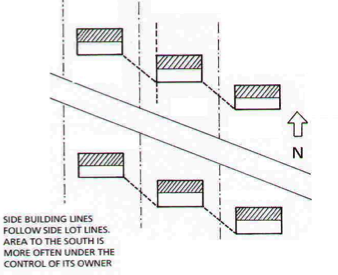 N
SIDE BUILDING LINES
FOLLOW SIDE LOT LINES.
AREA TO THE SOUTH IS
MORE OFTEN UNDER THE
CONTROL OF ITS OWNER